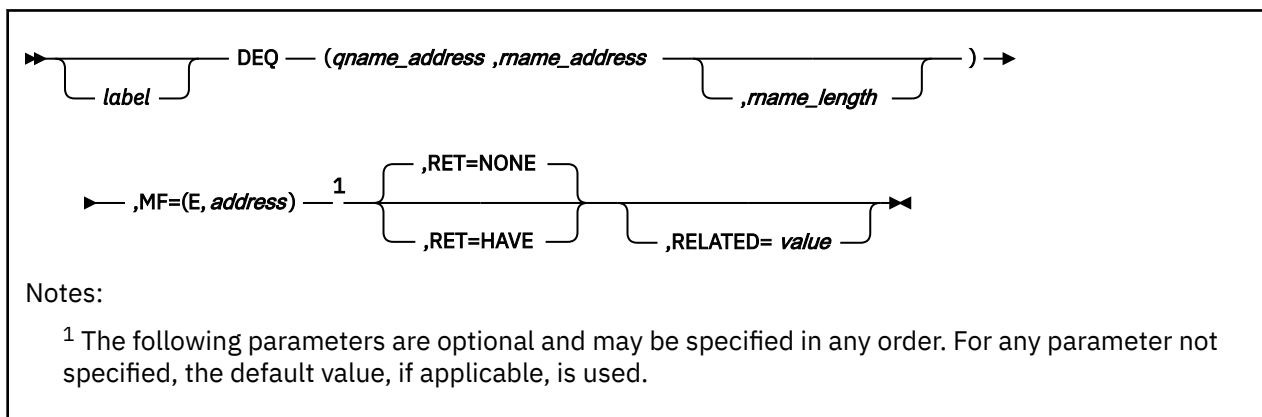 DEQ (qname_address ,rname_address )
label ,rname_length
,RET=NONE
,MF=(E, address) 1
,RET=HAVE ,RELATED= value
Notes:
1 The following parameters are optional and may be specified in any order. For any parameter not
specified, the default value, if applicable, is used.